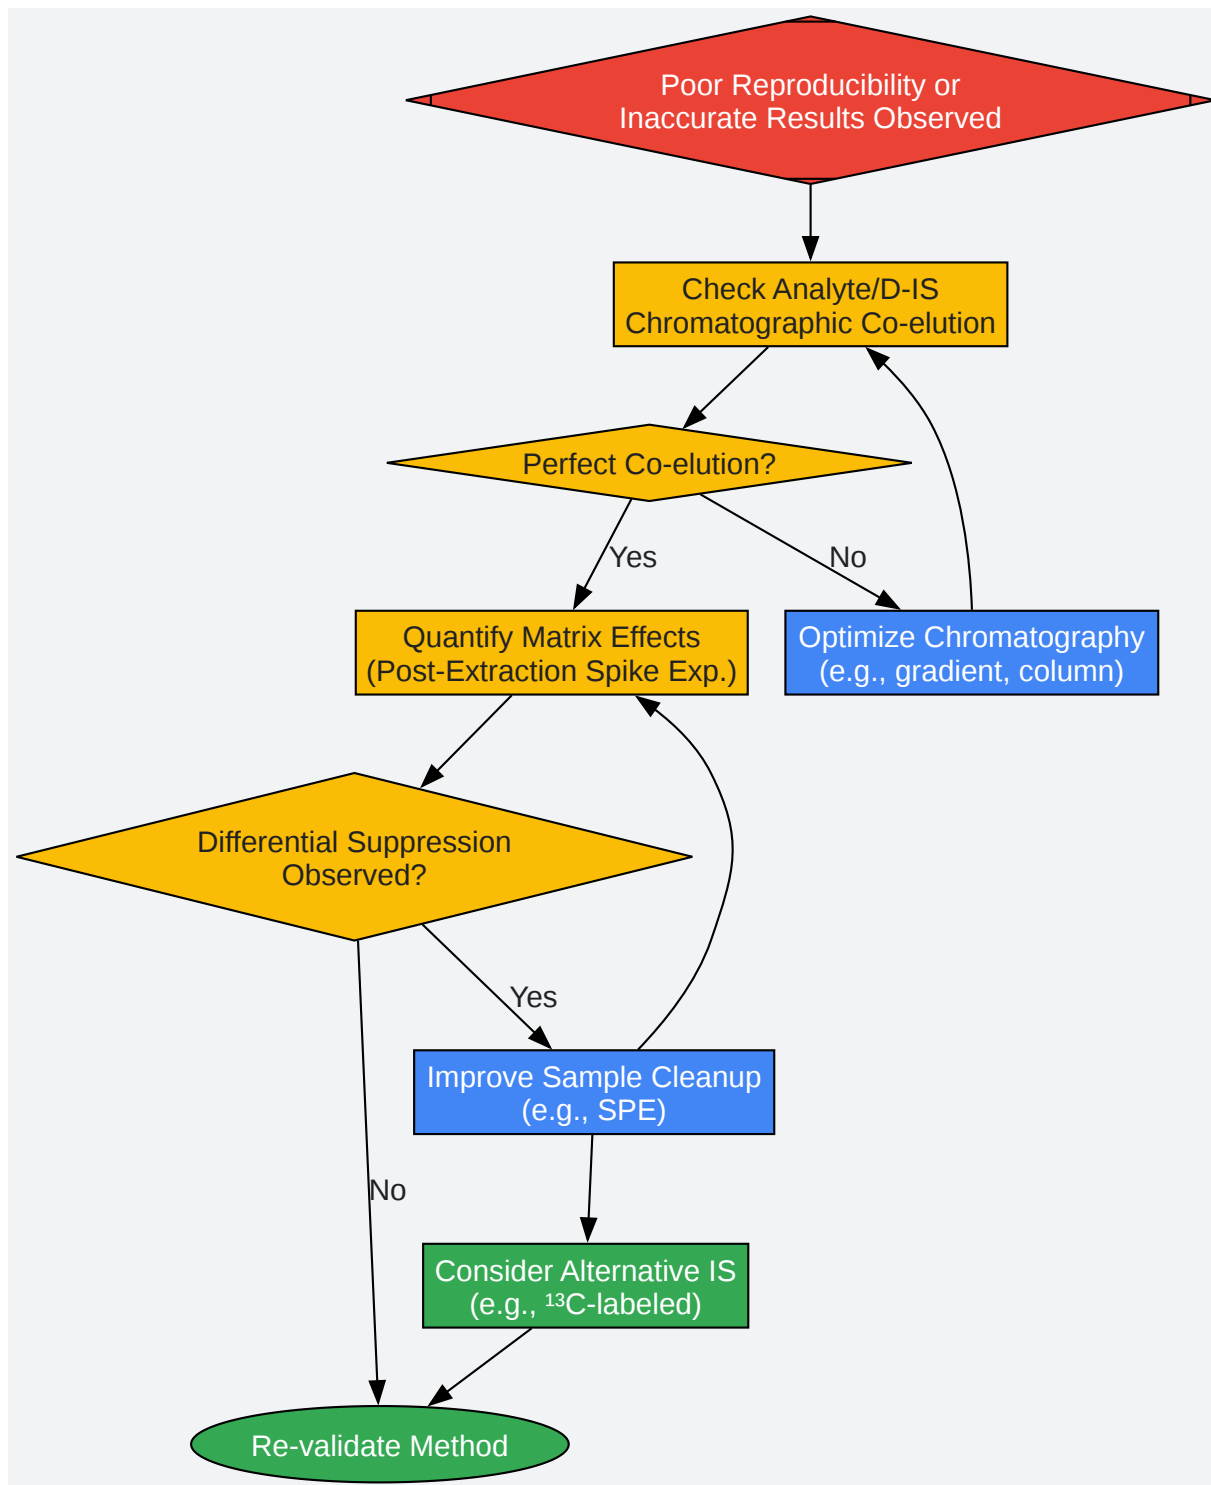 Poor Reproducibility or
Inaccurate Results Observed
Check Analyte/D-IS
Chromatographic Co-elution
Perfect Co-elution?
Yes
No
Quantify Matrix Effects
(Post-Extraction Spike Exp.)
Optimize Chromatography
(e.g., gradient, column)
Differential Suppression
Observed?
Yes
Improve Sample Cleanup
(e.g., SPE)
No
Consider Alternative IS
(e.g., ¹³C-labeled)
Re-validate Method